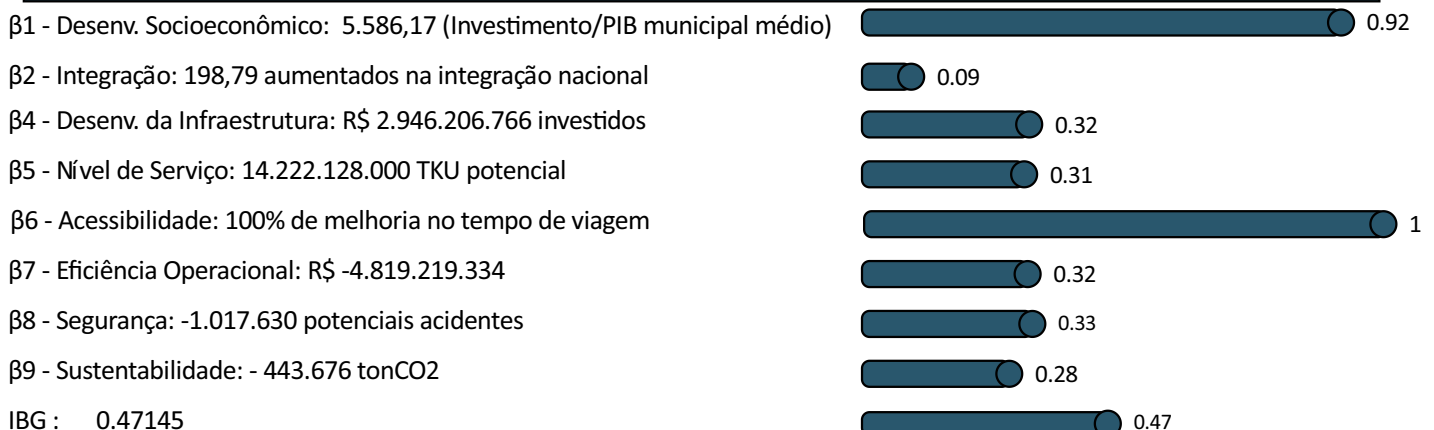 β1 - Desenv. Socioeconômico:  5.586,17 (Investimento/PIB municipal médio) 0.92
β2 - Integração: 198,79 aumentados na integração nacional 0.09
β4 - Desenv. da Infraestrutura: R$ 2.946.206.766 investidos 0.32
β5 - Nível de Serviço: 14.222.128.000 TKU potencial 0.31
β6 - Acessibilidade: 100% de melhoria no tempo de viagem 1
β7 - Eficiência Operacional: R$ -4.819.219.334 0.32
β8 - Segurança: -1.017.630 potenciais acidentes 0.33
β9 - Sustentabilidade: - 443.676 tonCO2 0.28
IBG :    0.47145 0.47